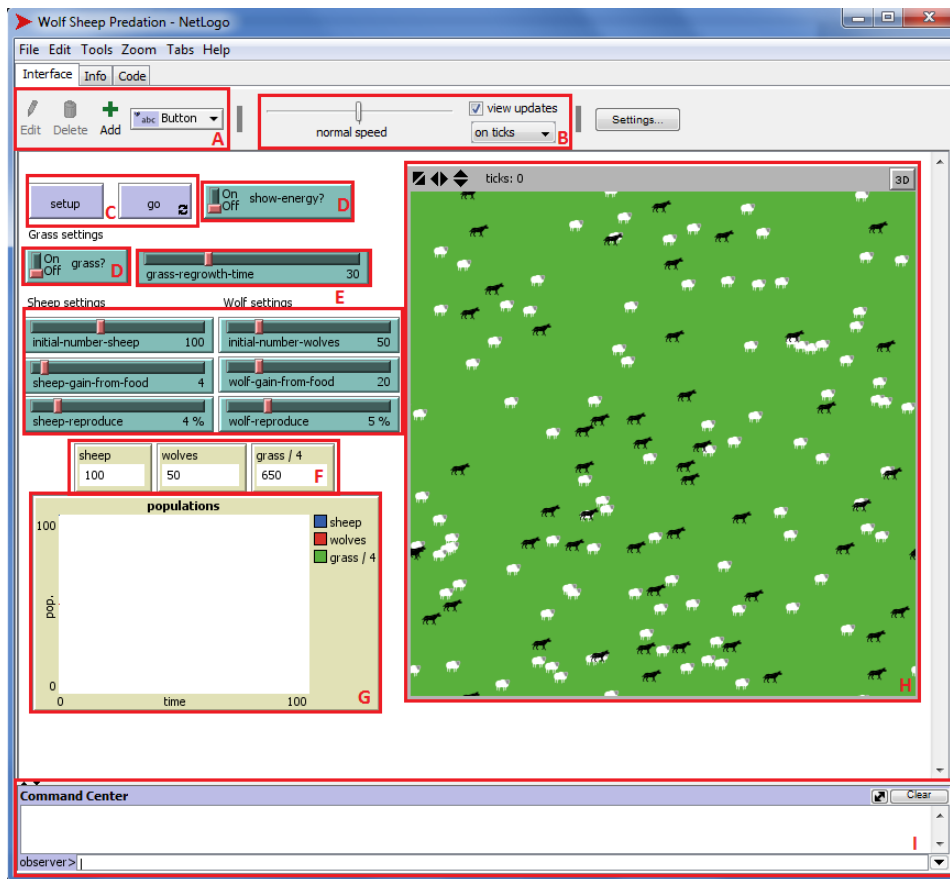 Wolf Sheep Predation - NetLogo
File Edit Tools Zoom Tabs Help
Interface Info Code
Edit Delete Add abc Button A
normal speed view updates
on ticks B
Settings...
setup C go
On Off show-energy? D
Grass settings
On Off grass? D
grass-regrowth-time 30
E
Sheep settings Wolf settings
initial-number-sheep 100 initial-number-wolves 50
sheep-gain-from-food 4 wolf-gain-from-food 20
sheep-reproduce 4 % wolf-reproduce 5 %
sheep wolves grass / 4
100 50 650 F
populations
100
pop.
0
0 time 100
sheep
wolves
grass / 4
G
ticks: 0 3D
H
Command Center Clear
I
observer>